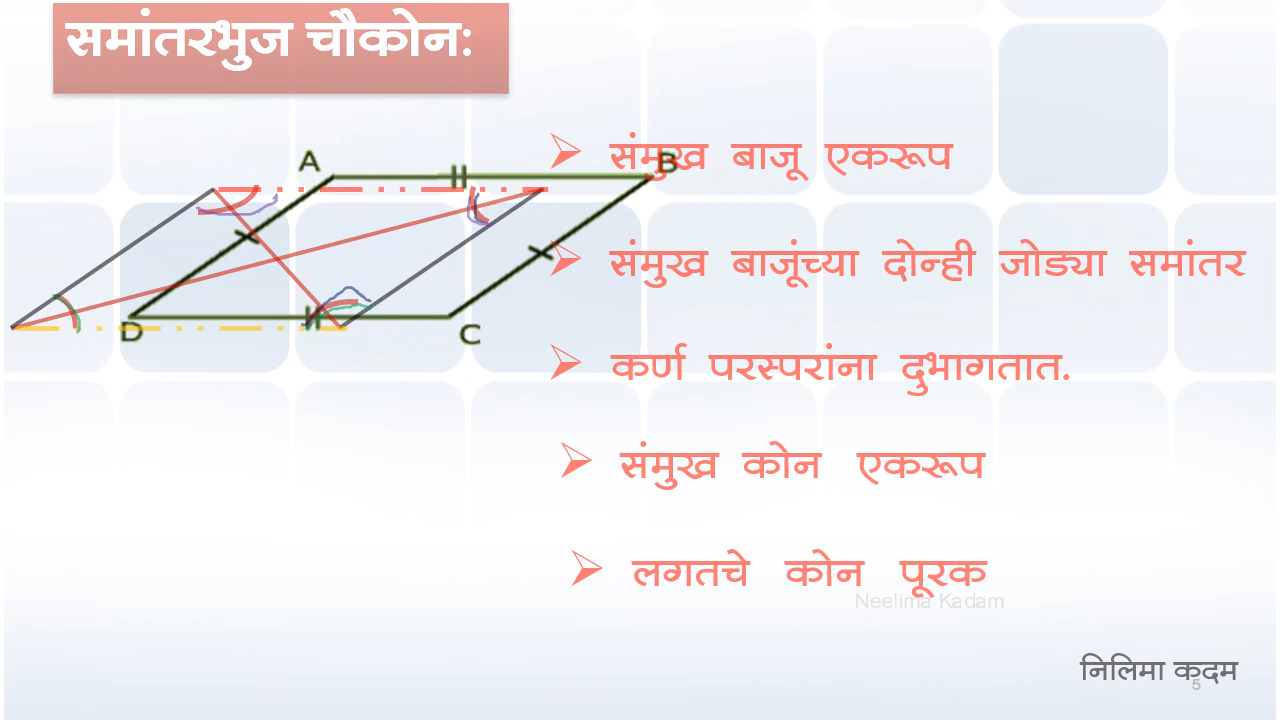 समांतरभुज चौकोन:
A
B
D
C
➢ संमुख बाजू एकरूप
➢ संमुख बाजूंच्या दोन्ही जोड्या समांतर
➢ कर्ण परस्परांना दुभागतात.
➢ संमुख कोन एकरूप
➢ लगतचे कोन पूरक
Neelima Kadam
निलिमा कदम
5